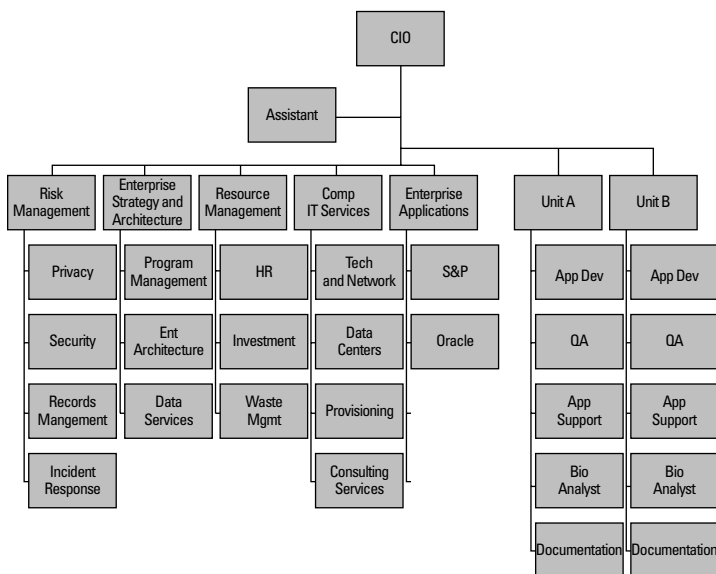 CIO
Assistant
Risk
Management
Enterprise
Strategy and
Architecture
Resource
Management
Comp
IT Services
Enterprise
Applications
Unit A
Unit B
Privacy
Program
Management
HR
Tech
and Network
S&P
App Dev
App Dev
Security
Ent
Architecture
Investment
Data
Centers
Oracle
QA
QA
Records
Mangement
Data
Services
Waste
Mgmt
Provisioning
App
Support
App
Support
Incident
Response
Consulting
Services
Bio
Analyst
Bio
Analyst
Documentation
Documentation